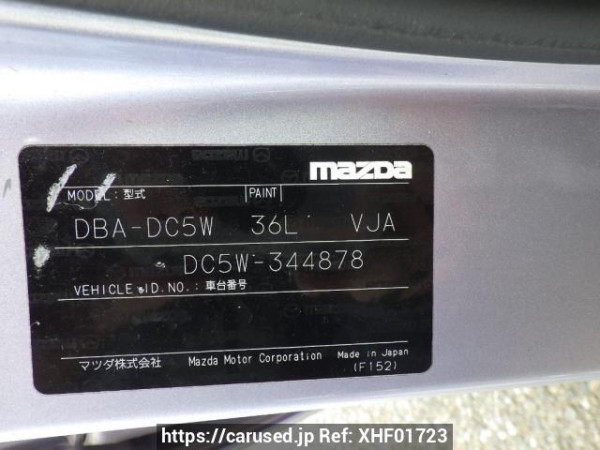 mazda
MODEL: 型式 PAINT
DBA-DC5W 36L VJA
DC5W-344878
VEHICLE ID.NO.: 車台番号
マツダ株式会社 Mazda Motor Corporation Made in Japan
(F152)
https://carused.jp Ref: XHF01723